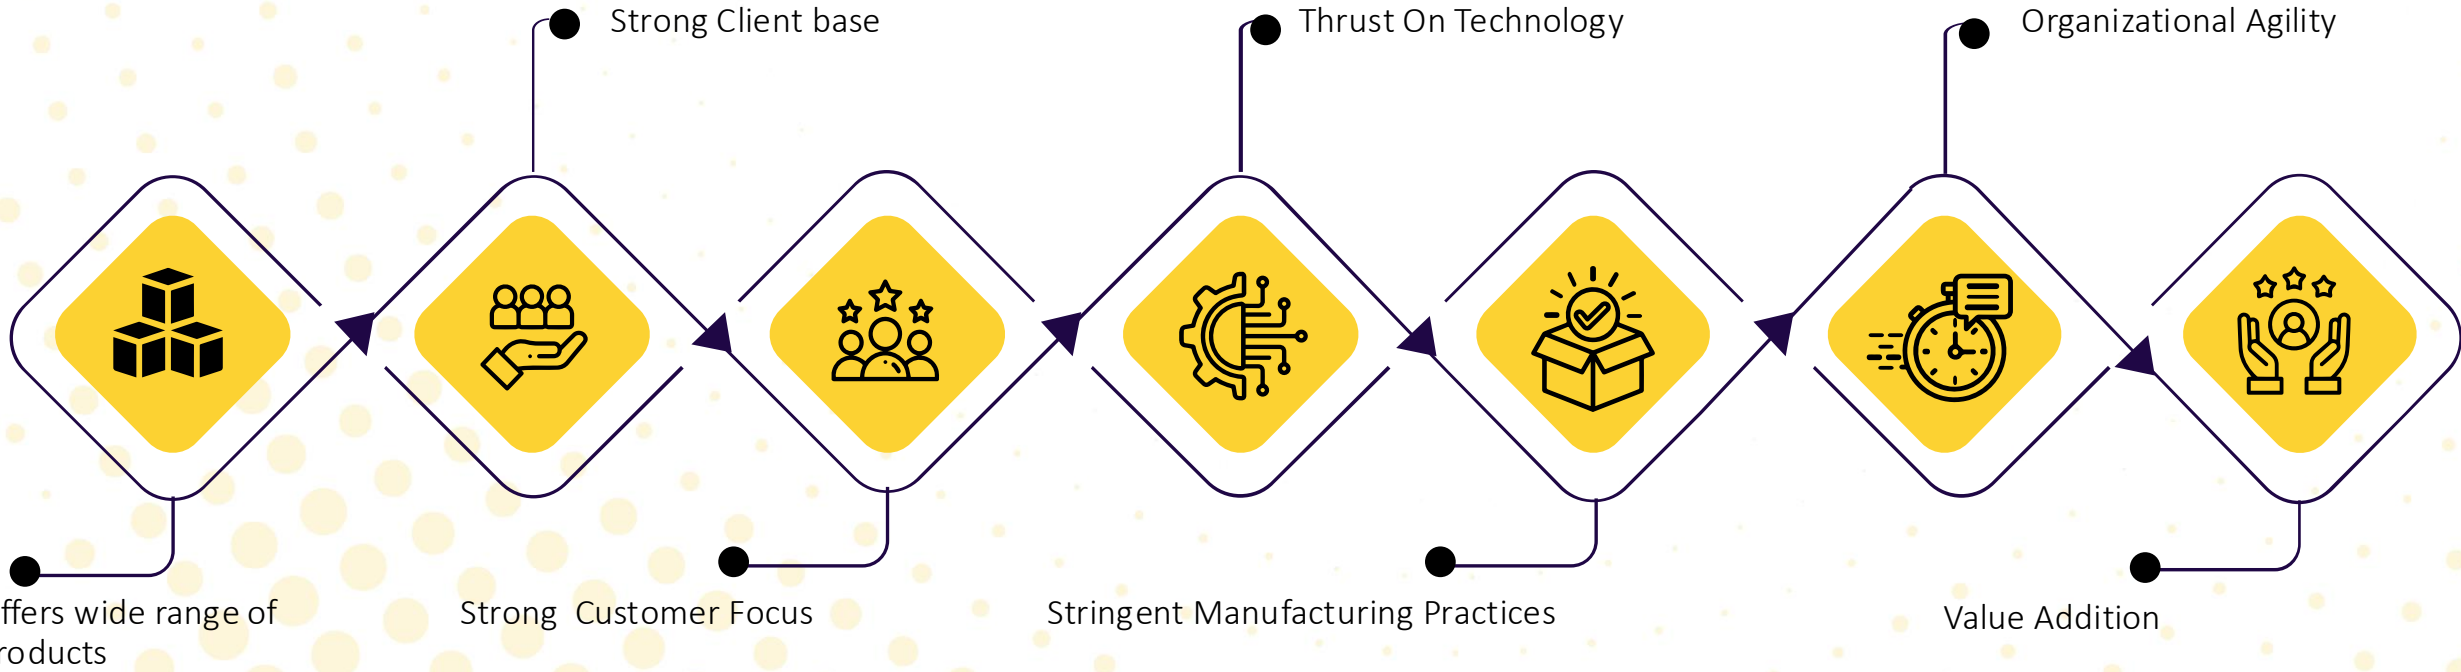 Strong Client base
Thrust On Technology
Organizational Agility
ffers wide range of
roducts
Strong  Customer Focus
Stringent Manufacturing Practices
Value Addition